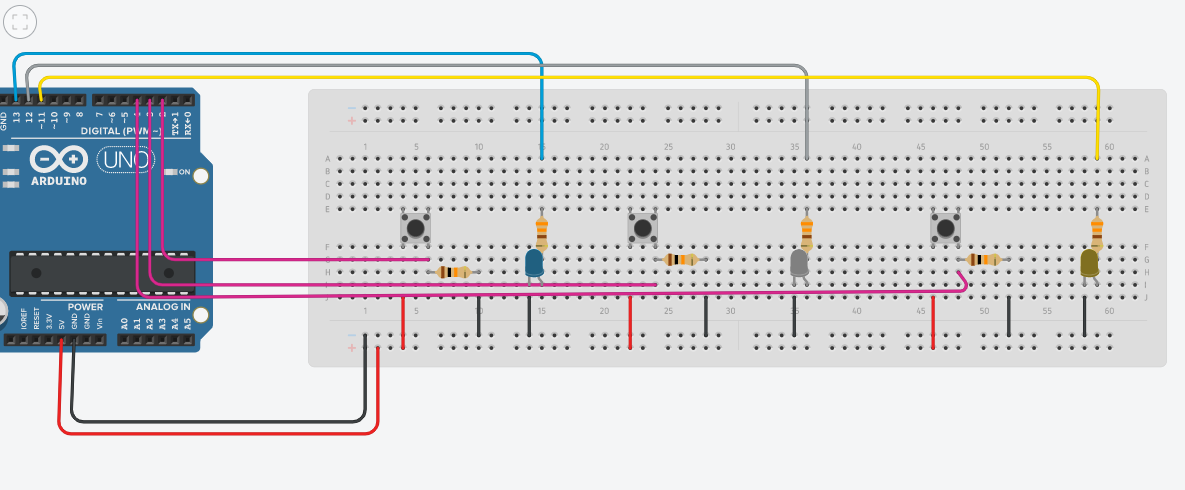 GND 13 12 ~11 ~10 ~9 8 7 ~6 ~5 TX→1 RX←0
DIGITAL (PWM~)
UNO
ARDUINO
ON
POWER ANALOG IN
IOREF RESET 3.3V 5V GND GND Vin A0 A1 A2 A3 A4 A5
− +
1 5 10 15 20 25 30 35 40 45 50 55 60
A A
B B
C C
D D
E E
F F
G G
H H
I I
J J
1 5 10 15 20 25 30 35 40 45 50 55 60
− +